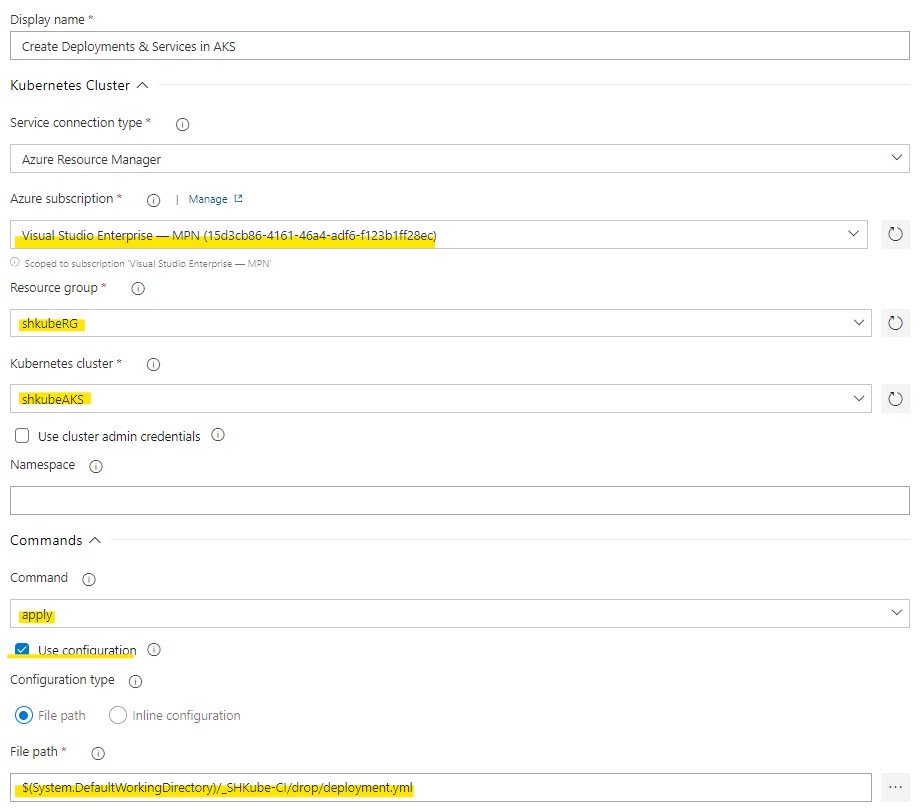 Display name *
Create Deployments & Services in AKS
Kubernetes Cluster
Service connection type *
Azure Resource Manager
Azure subscription * | Manage
Visual Studio Enterprise — MPN (15d3cb86-4161-46a4-adf6-f123b1ff28ec)
Scoped to subscription 'Visual Studio Enterprise — MPN'
Resource group *
shkubeRG
Kubernetes cluster *
shkubeAKS
Use cluster admin credentials
Namespace
Commands
Command
apply
Use configuration
Configuration type
File path Inline configuration
File path *
$(System.DefaultWorkingDirectory)/_SHKube-CI/drop/deployment.yml